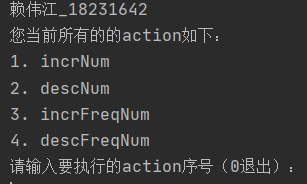 赖伟江_18231642
您当前所有的的action如下:
1. incrNum
2. descNum
3. incrFreqNum
4. descFreqNum
请输入要执行的action序号（0退出）: